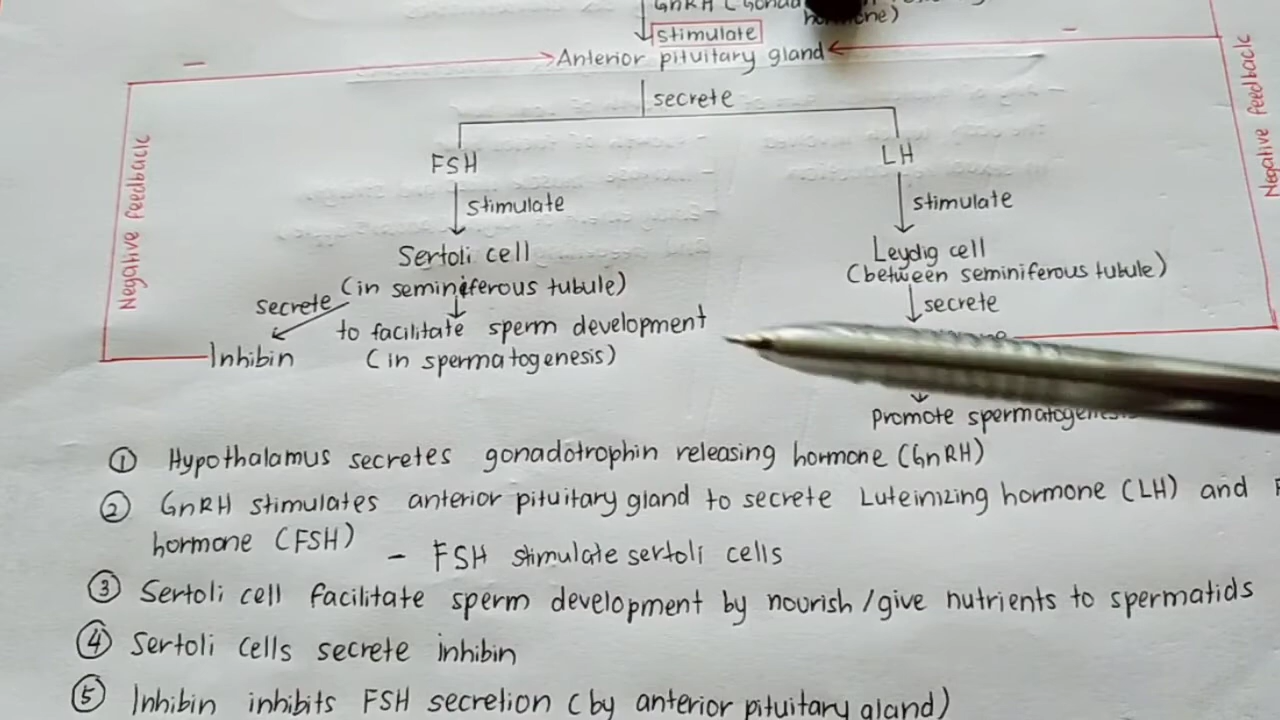 GnRH (
stimulate
Anterior pituitary gland
secrete
Negative feedback
Negative feedback
FSH
LH
stimulate
stimulate
Sertoli cell
Leydig cell
(in seminiferous tubule)
(between seminiferous tubule)
secrete
secrete
to facilitate sperm development
Inhibin
(in spermatogenesis)
Promote
① Hypothalamus secretes gonadotrophin releasing hormone (GnRH)
② GnRH stimulates anterior pituitary gland to secrete Luteinizing hormone (LH) and
hormone (FSH)
- FSH stimulate sertoli cells
③ Sertoli cell facilitate sperm development by nourish/give nutrients to spermatids
④ Sertoli cells secrete inhibin
⑤ Inhibin inhibits FSH secretion (by anterior pituitary gland)